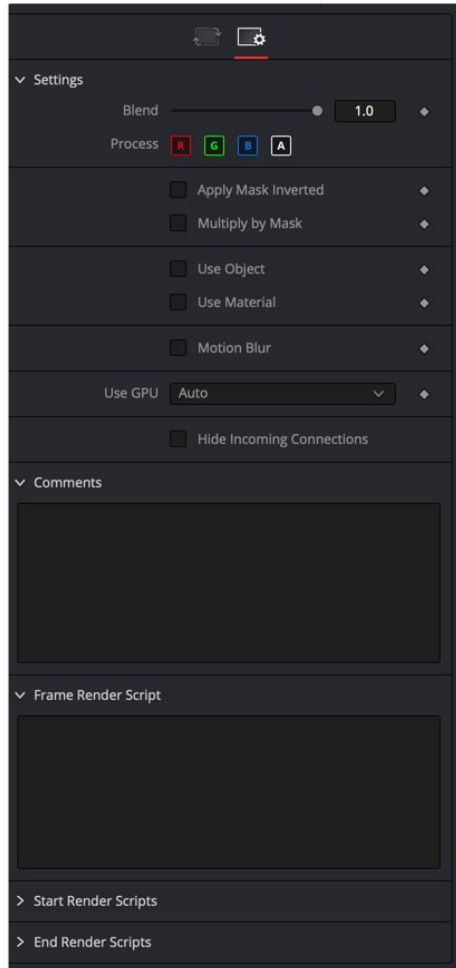 Settings
Blend 1.0
Process R G B A
Apply Mask Inverted
Multiply by Mask
Use Object
Use Material
Motion Blur
Use GPU Auto
Hide Incoming Connections
Comments
Frame Render Script
Start Render Scripts
End Render Scripts